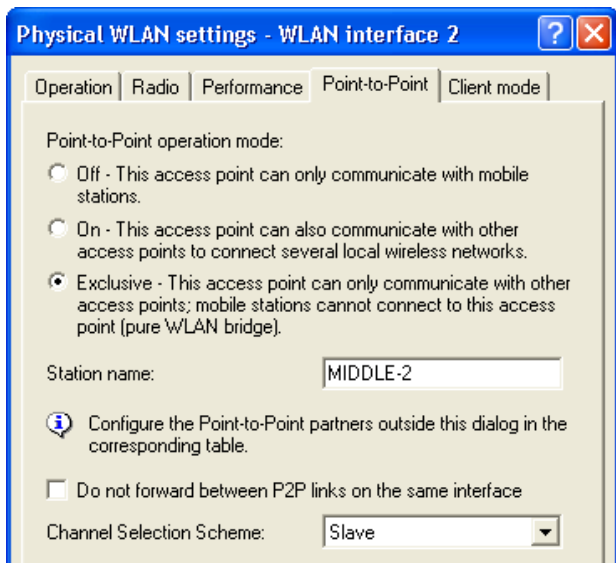 Physical WLAN settings - WLAN interface 2
Operation Radio Performance Point-to-Point Client mode
Point-to-Point operation mode:
Off - This access point can only communicate with mobile
stations.
On - This access point can also communicate with other
access points to connect several local wireless networks.
Exclusive - This access point can only communicate with other
access points; mobile stations cannot connect to this access
point (pure WLAN bridge).
Station name: MIDDLE-2
Configure the Point-to-Point partners outside this dialog in the
corresponding table.
Do not forward between P2P links on the same interface
Channel Selection Scheme: Slave